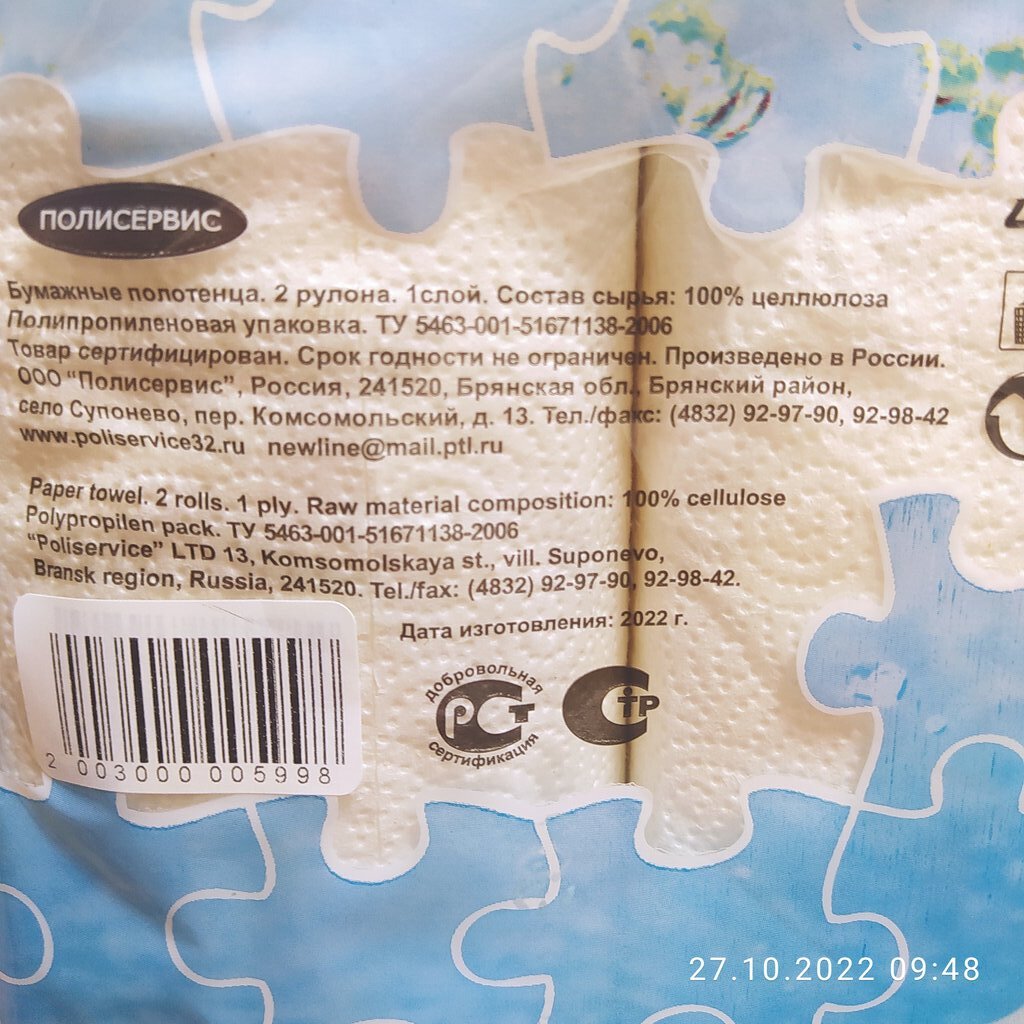 ПОЛИСЕРВИС
Бумажные полотенца. 2 рулона. 1слой. Состав сырья: 100% целлюлоза
Полипропиленовая упаковка. ТУ 5463-001-51671138-2006
Товар сертифицирован. Срок годности не ограничен. Произведено в России.
ООО "Полисервис", Россия, 241520, Брянская обл., Брянский район,
село Супонево, пер. Комсомольский, д. 13. Тел./факс: (4832) 92-97-90, 92-98-42
www.poliservice32.ru newline@mail.ptl.ru
Paper towel. 2 rolls. 1 ply. Raw material composition: 100% cellulose
Polypropilen pack. ТУ 5463-001-51671138-2006
"Poliservice" LTD 13, Komsomolskaya st., vill. Suponevo,
Bransk region, Russia, 241520. Tel./fax: (4832) 92-97-90, 92-98-42.
Дата изготовления: 2022 г.
добровольная
РСТ
сертификация
СТР
2 003000 005998
27.10.2022 09:48